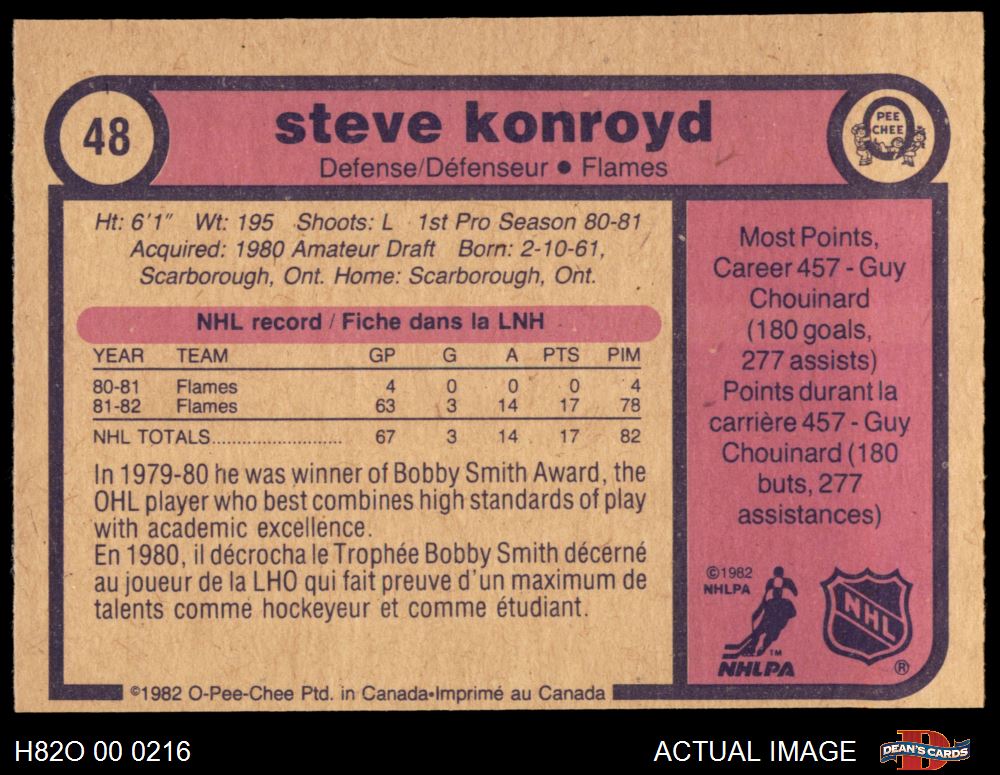 48
steve konroyd
Defense/Défenseur • Flames
PEE
CHEE
Ht: 6'1" Wt: 195 Shoots: L 1st Pro Season 80-81
Acquired: 1980 Amateur Draft Born: 2-10-61,
Scarborough, Ont. Home: Scarborough, Ont.
NHL record / Fiche dans la LNH
YEAR TEAM GP G A PTS PIM
80-81 Flames 4 0 0 0 4
81-82 Flames 63 3 14 17 78
NHL TOTALS............................ 67 3 14 17 82
In 1979-80 he was winner of Bobby Smith Award, the
OHL player who best combines high standards of play
with academic excellence.
En 1980, il décrocha le Trophée Bobby Smith décerné
au joueur de la LHO qui fait preuve d'un maximum de
talents comme hockeyeur et comme étudiant.
Most Points,
Career 457 - Guy
Chouinard
(180 goals,
277 assists)
Points durant la
carrière 457 - Guy
Chouinard (180
buts, 277
assistances)
©1982
NHLPA
TM
NHLPA
NHL
®
©1982 O-Pee-Chee Ptd. in Canada•Imprimé au Canada
H82O 00 0216
ACTUAL IMAGE
D
DEAN'S CARDS